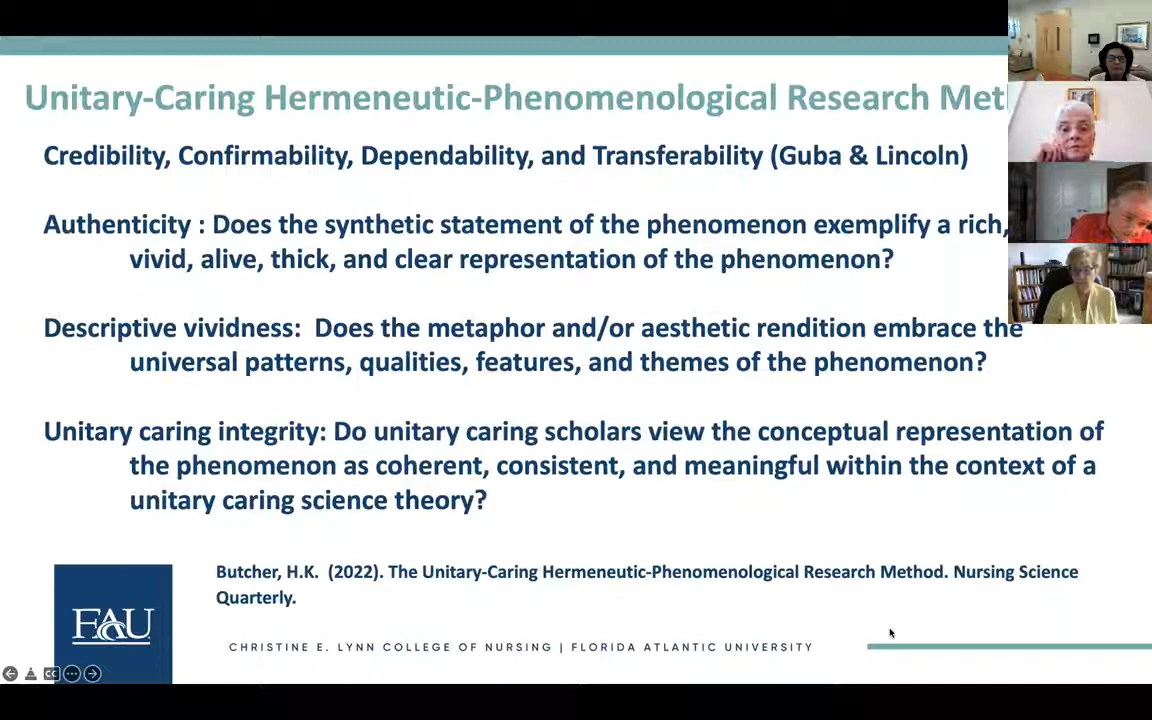 Unitary-Caring Hermeneutic-Phenomenological Research Met
Credibility, Confirmability, Dependability, and Transferability (Guba & Lincoln)
Authenticity : Does the synthetic statement of the phenomenon exemplify a rich,
vivid, alive, thick, and clear representation of the phenomenon?
Descriptive vividness: Does the metaphor and/or aesthetic rendition embrace the
universal patterns, qualities, features, and themes of the phenomenon?
Unitary caring integrity: Do unitary caring scholars view the conceptual representation of
the phenomenon as coherent, consistent, and meaningful within the context of a
unitary caring science theory?
Butcher, H.K. (2022). The Unitary-Caring Hermeneutic-Phenomenological Research Method. Nursing Science
Quarterly.
FAU
CHRISTINE E. LYNN COLLEGE OF NURSING | FLORIDA ATLANTIC UNIVERSITY
CC